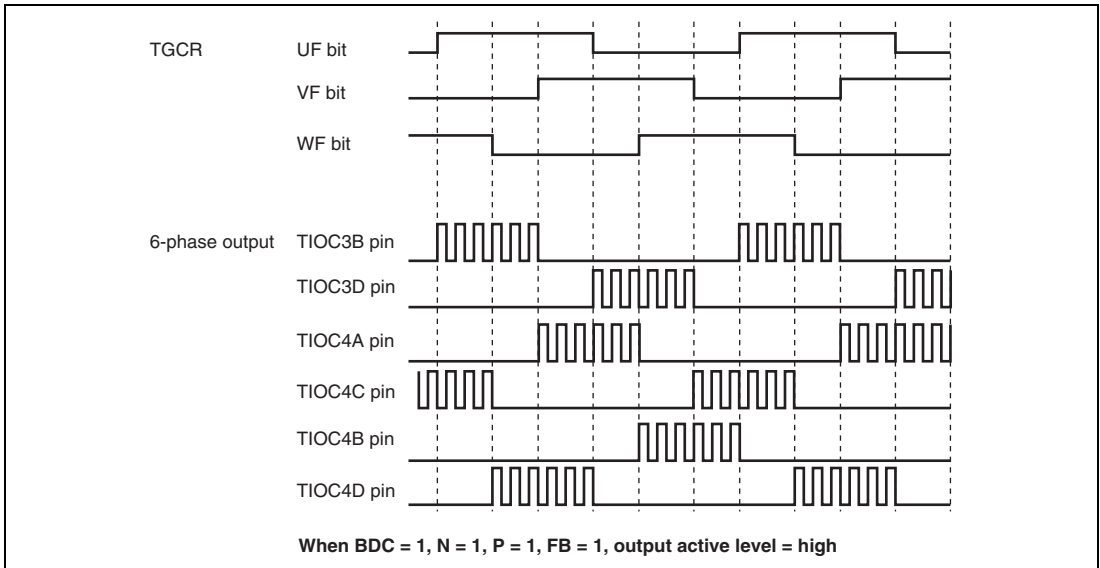 TGCR UF bit
VF bit
WF bit
6-phase output TIOC3B pin
TIOC3D pin
TIOC4A pin
TIOC4C pin
TIOC4B pin
TIOC4D pin
When BDC = 1, N = 1, P = 1, FB = 1, output active level = high